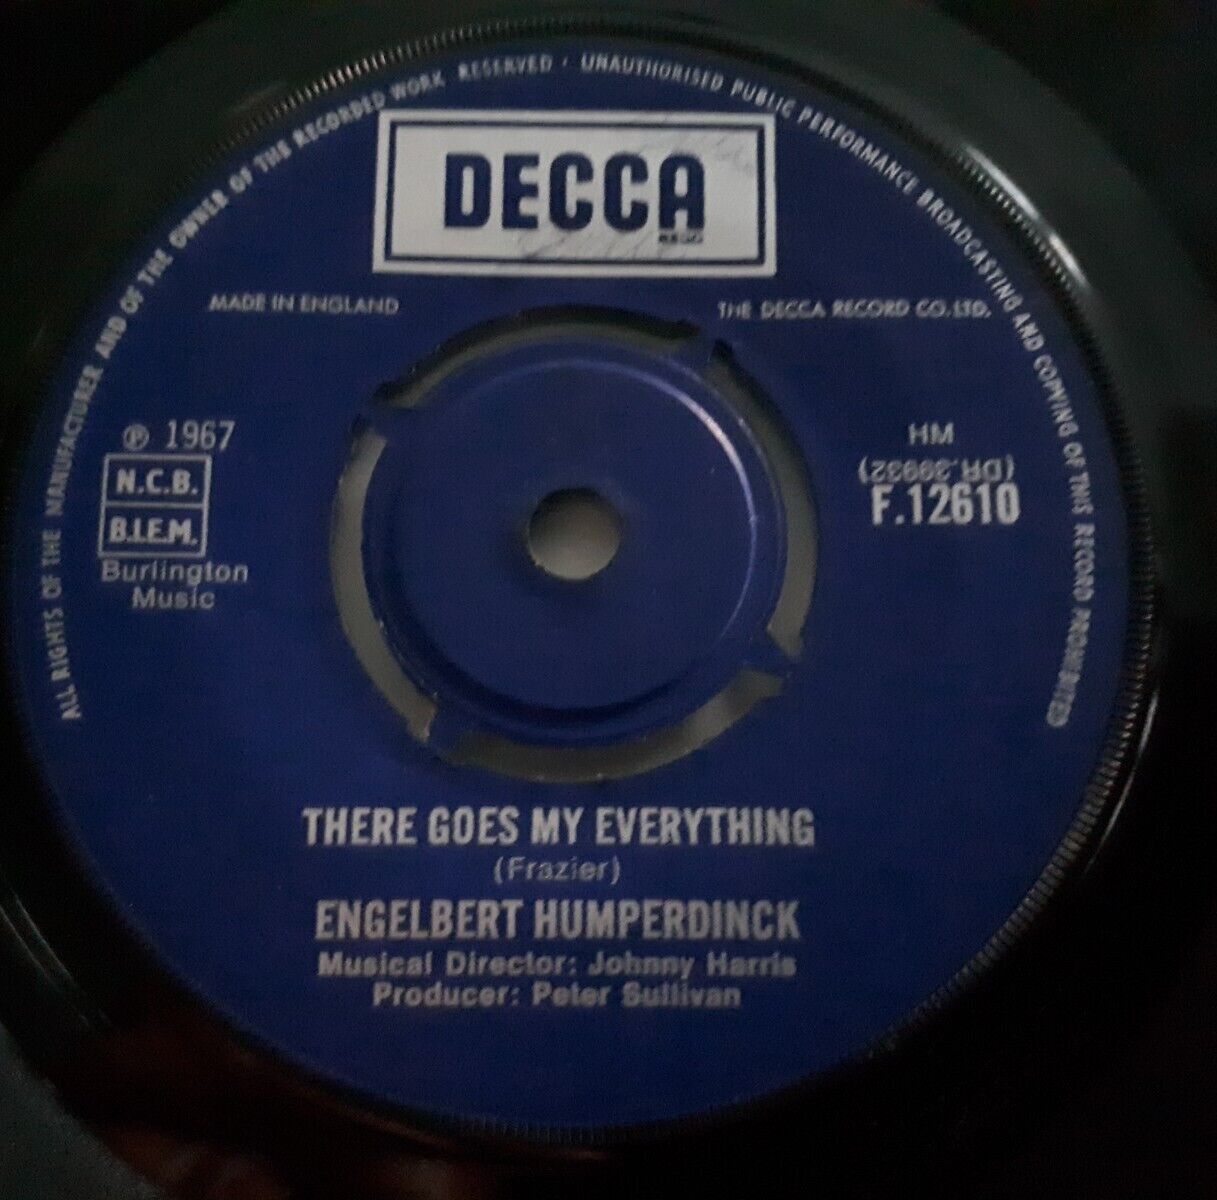 ALL RIGHTS OF THE MANUFACTURER AND OF THE OWNER OF THE RECORDED WORK RESERVED · UNAUTHORISED PUBLIC PERFORMANCE BROADCASTING AND COPYING OF THIS RECORD PROHIBITED
DECCA
MADE IN ENGLAND
THE DECCA RECORD CO. LTD.
℗ 1967
N.C.B.
B.I.E.M.
Burlington
Music
HM
(DR.39932)
F.12610
THERE GOES MY EVERYTHING
(Frazier)
ENGELBERT HUMPERDINCK
Musical Director: Johnny Harris
Producer: Peter Sullivan